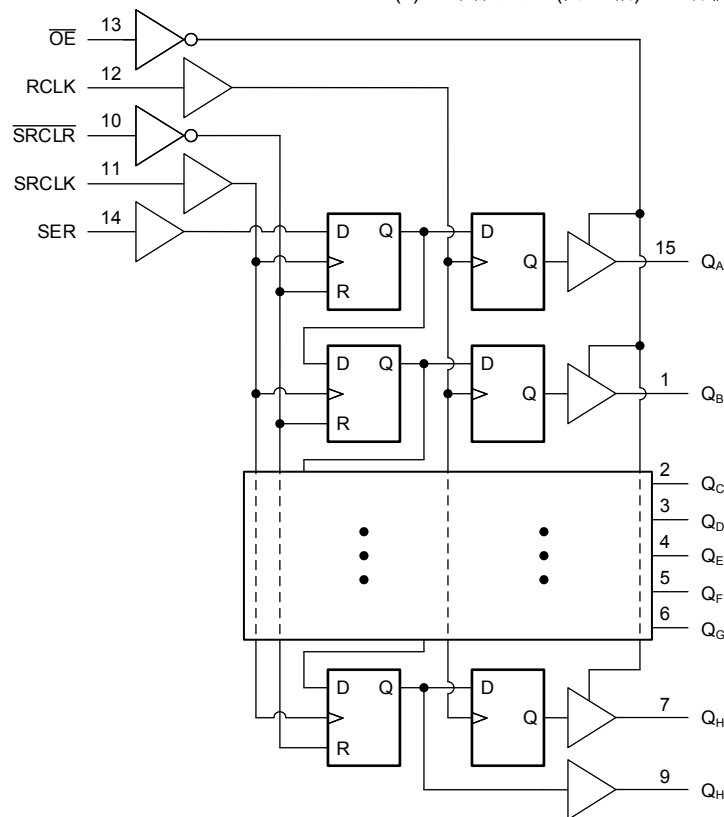 13
OE
12
RCLK
10
SRCLR
11
SRCLK
14
SER
D Q D
Q
R
15
QA
D Q D
Q
R
1
QB
2
QC
3
QD
4
QE
5
QF
6
QG
D Q D
Q
R
7
QH
9
QH